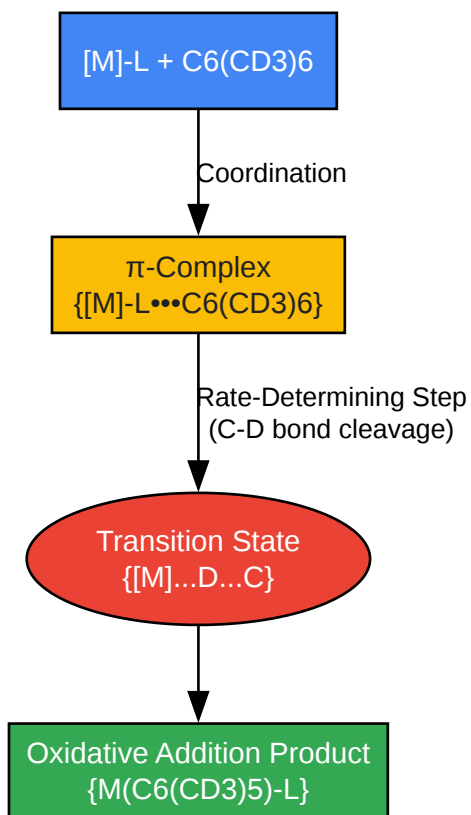 [M]-L + C6(CD3)6
Coordination
π-Complex
{[M]-L•••C6(CD3)6}
Rate-Determining Step
(C-D bond cleavage)
Transition State
{[M]...D...C}
Oxidative Addition Product
{M(C6(CD3)5)-L}